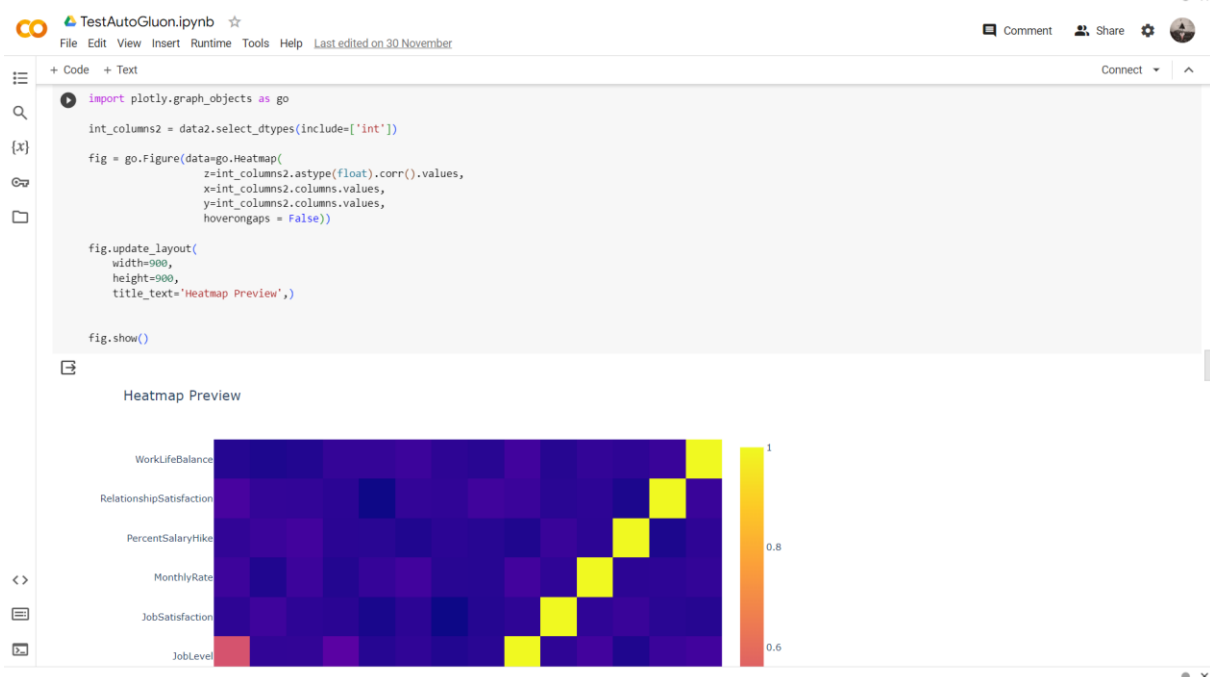 TestAutoGluon.ipynb
File Edit View Insert Runtime Tools Help Last edited on 30 November
Comment Share
+ Code + Text
Connect
{x}
import plotly.graph_objects as go
int_columns2 = data2.select_dtypes(include=['int'])
fig = go.Figure(data=go.Heatmap(
z=int_columns2.astype(float).corr().values,
x=int_columns2.columns.values,
y=int_columns2.columns.values,
hoverongaps = False))
fig.update_layout(
width=900,
height=900,
title_text='Heatmap Preview',)
fig.show()
Heatmap Preview
WorkLifeBalance
RelationshipSatisfaction
PercentSalaryHike
MonthlyRate
JobSatisfaction
JobLevel
1
0.8
0.6